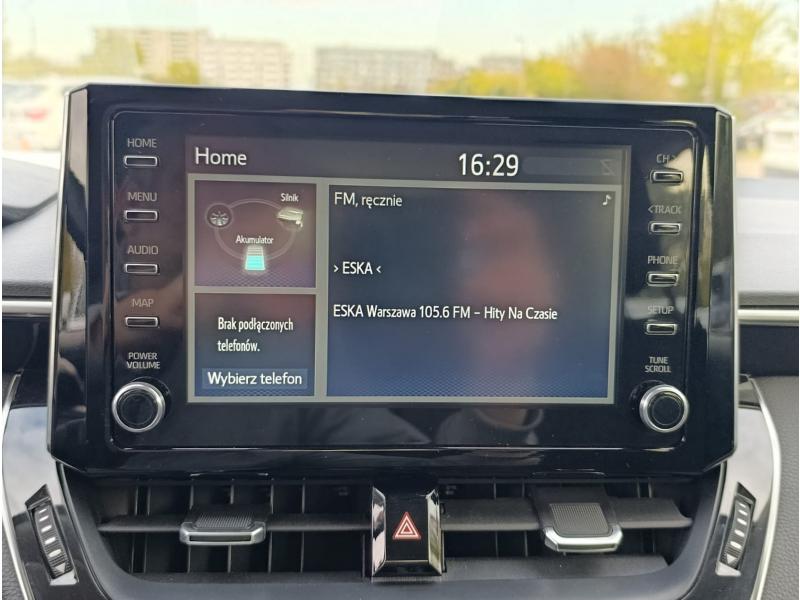 HOME
MENU
AUDIO
MAP
POWER
VOLUME
Home
16:29
Silnik
Akumulator
Brak podłączonych
telefonów.
Wybierz telefon
FM, ręcznie
› ESKA ‹
ESKA Warszawa 105.6 FM – Hity Na Czasie
CH>
<TRACK
PHONE
SETUP
TUNE
SCROLL